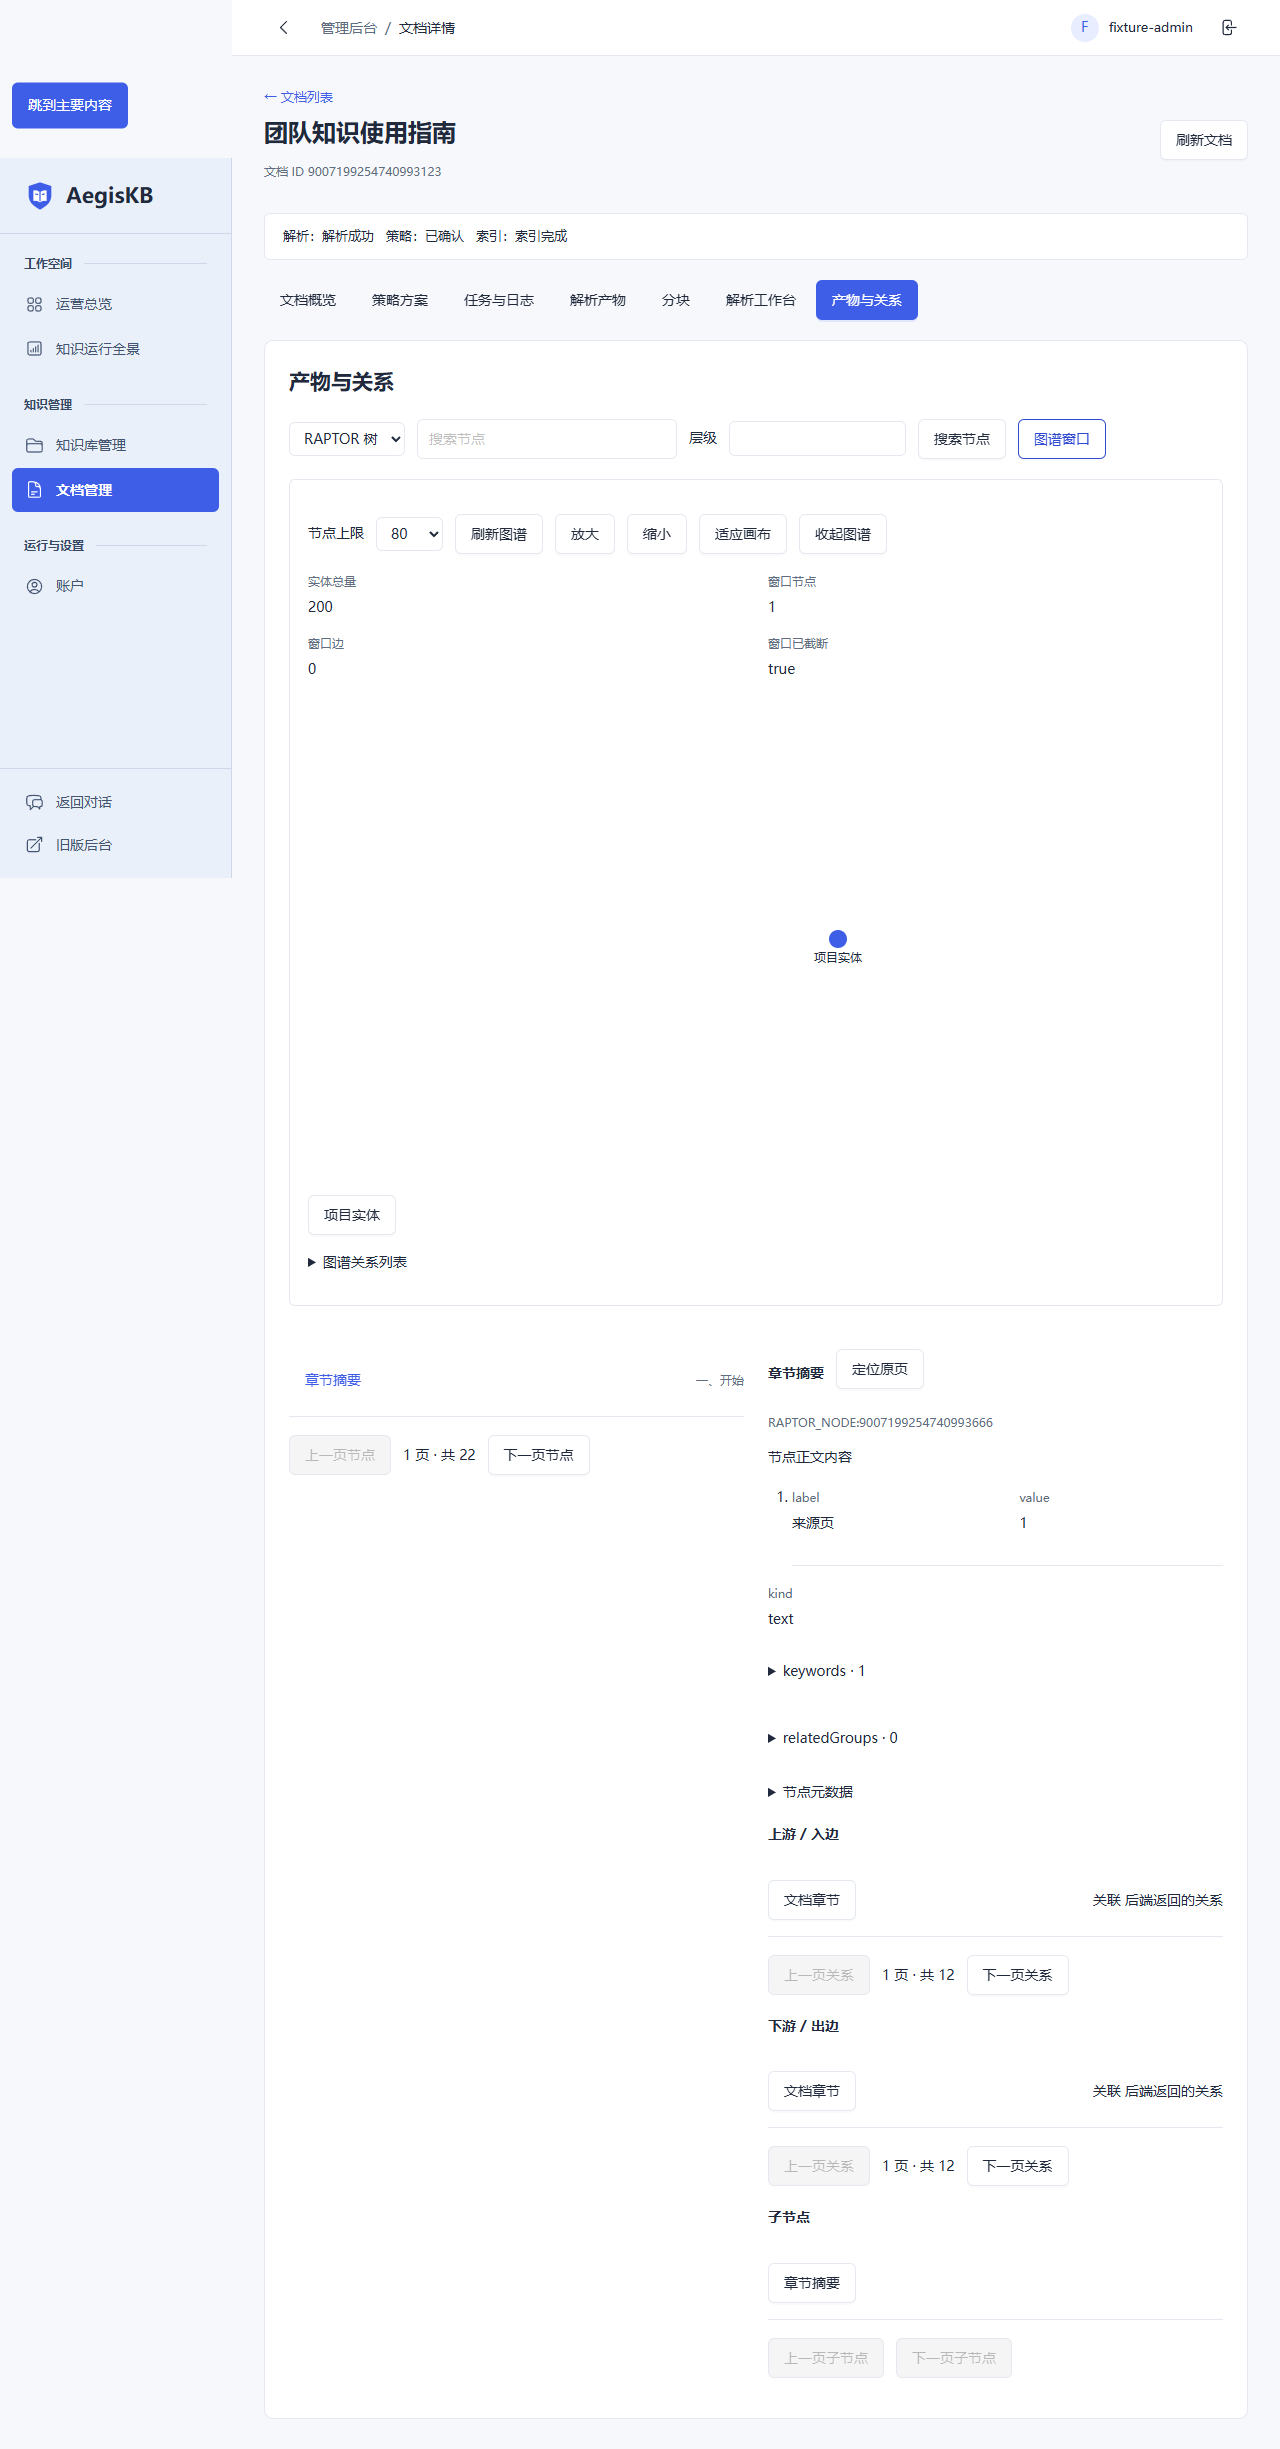 管理后台 / 文档详情
F fixture-admin
跳到主要内容
AegisKB
工作空间
运营总览
知识运行全景
知识管理
知识库管理
文档管理
运行与设置
账户
返回对话
旧版后台
← 文档列表
团队知识使用指南
刷新文档
文档 ID 9007199254740993123
解析：解析成功 策略：已确认 索引：索引完成
文档概览 策略方案 任务与日志 解析产物 分块 解析工作台 产物与关系
产物与关系
RAPTOR 树 搜索节点 层级 搜索节点 图谱窗口
节点上限 80 刷新图谱 放大 缩小 适应画布 收起图谱
实体总量 窗口节点
200 1
窗口边 窗口已截断
0 true
项目实体
项目实体
图谱关系列表
章节摘要 一、开始
上一页节点 1 页 · 共 22 下一页节点
章节摘要 定位原页
RAPTOR_NODE:9007199254740993666
节点正文内容
1. label value
来源页 1
kind
text
keywords · 1
relatedGroups · 0
节点元数据
上游 / 入边
文档章节 关联 后端返回的关系
上一页关系 1 页 · 共 12 下一页关系
下游 / 出边
文档章节 关联 后端返回的关系
上一页关系 1 页 · 共 12 下一页关系
子节点
章节摘要
上一页子节点 下一页子节点